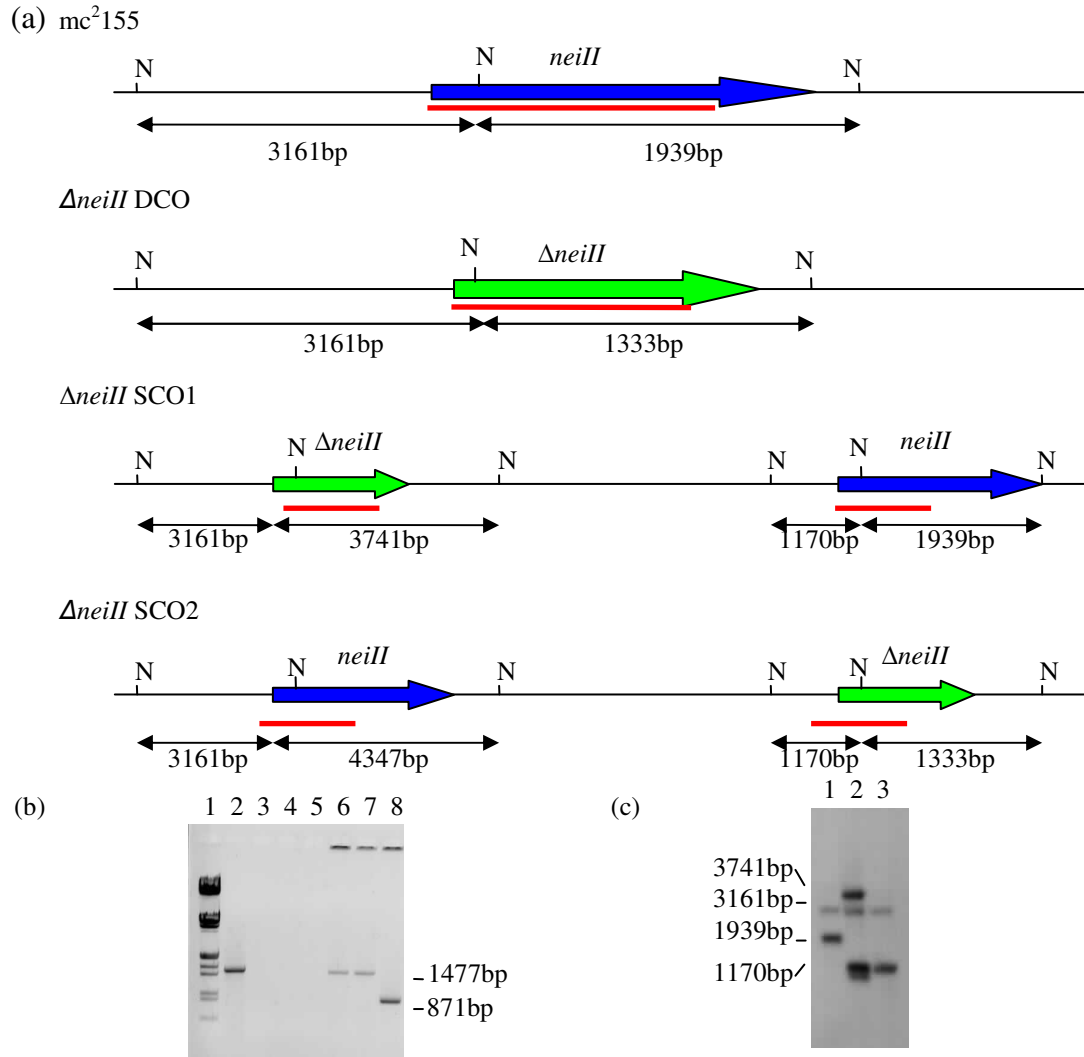 (a) mc²155
N N neiII N
3161bp 1939bp
ΔneiII DCO
N N ΔneiII N
3161bp 1333bp
ΔneiII SCO1
N N ΔneiII N N N neiII N
3161bp 3741bp 1170bp 1939bp
ΔneiII SCO2
N N neiII N N N ΔneiII N
3161bp 4347bp 1170bp 1333bp
(b) 1 2 3 4 5 6 7 8
-1477bp
-871bp
(c) 1 2 3
3741bp
3161bp
1939bp
1170bp